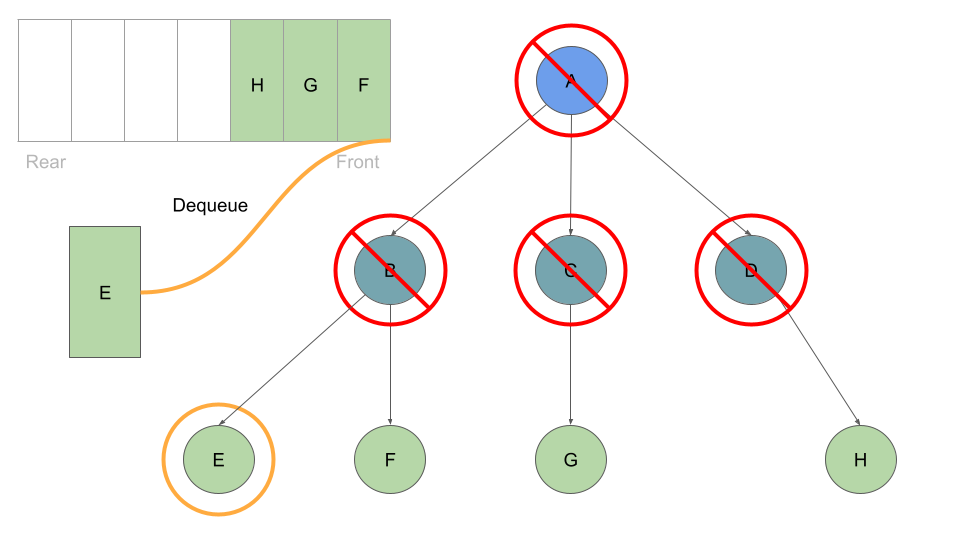 H G F
A
Rear Front
Dequeue
B C D
E
E F G H